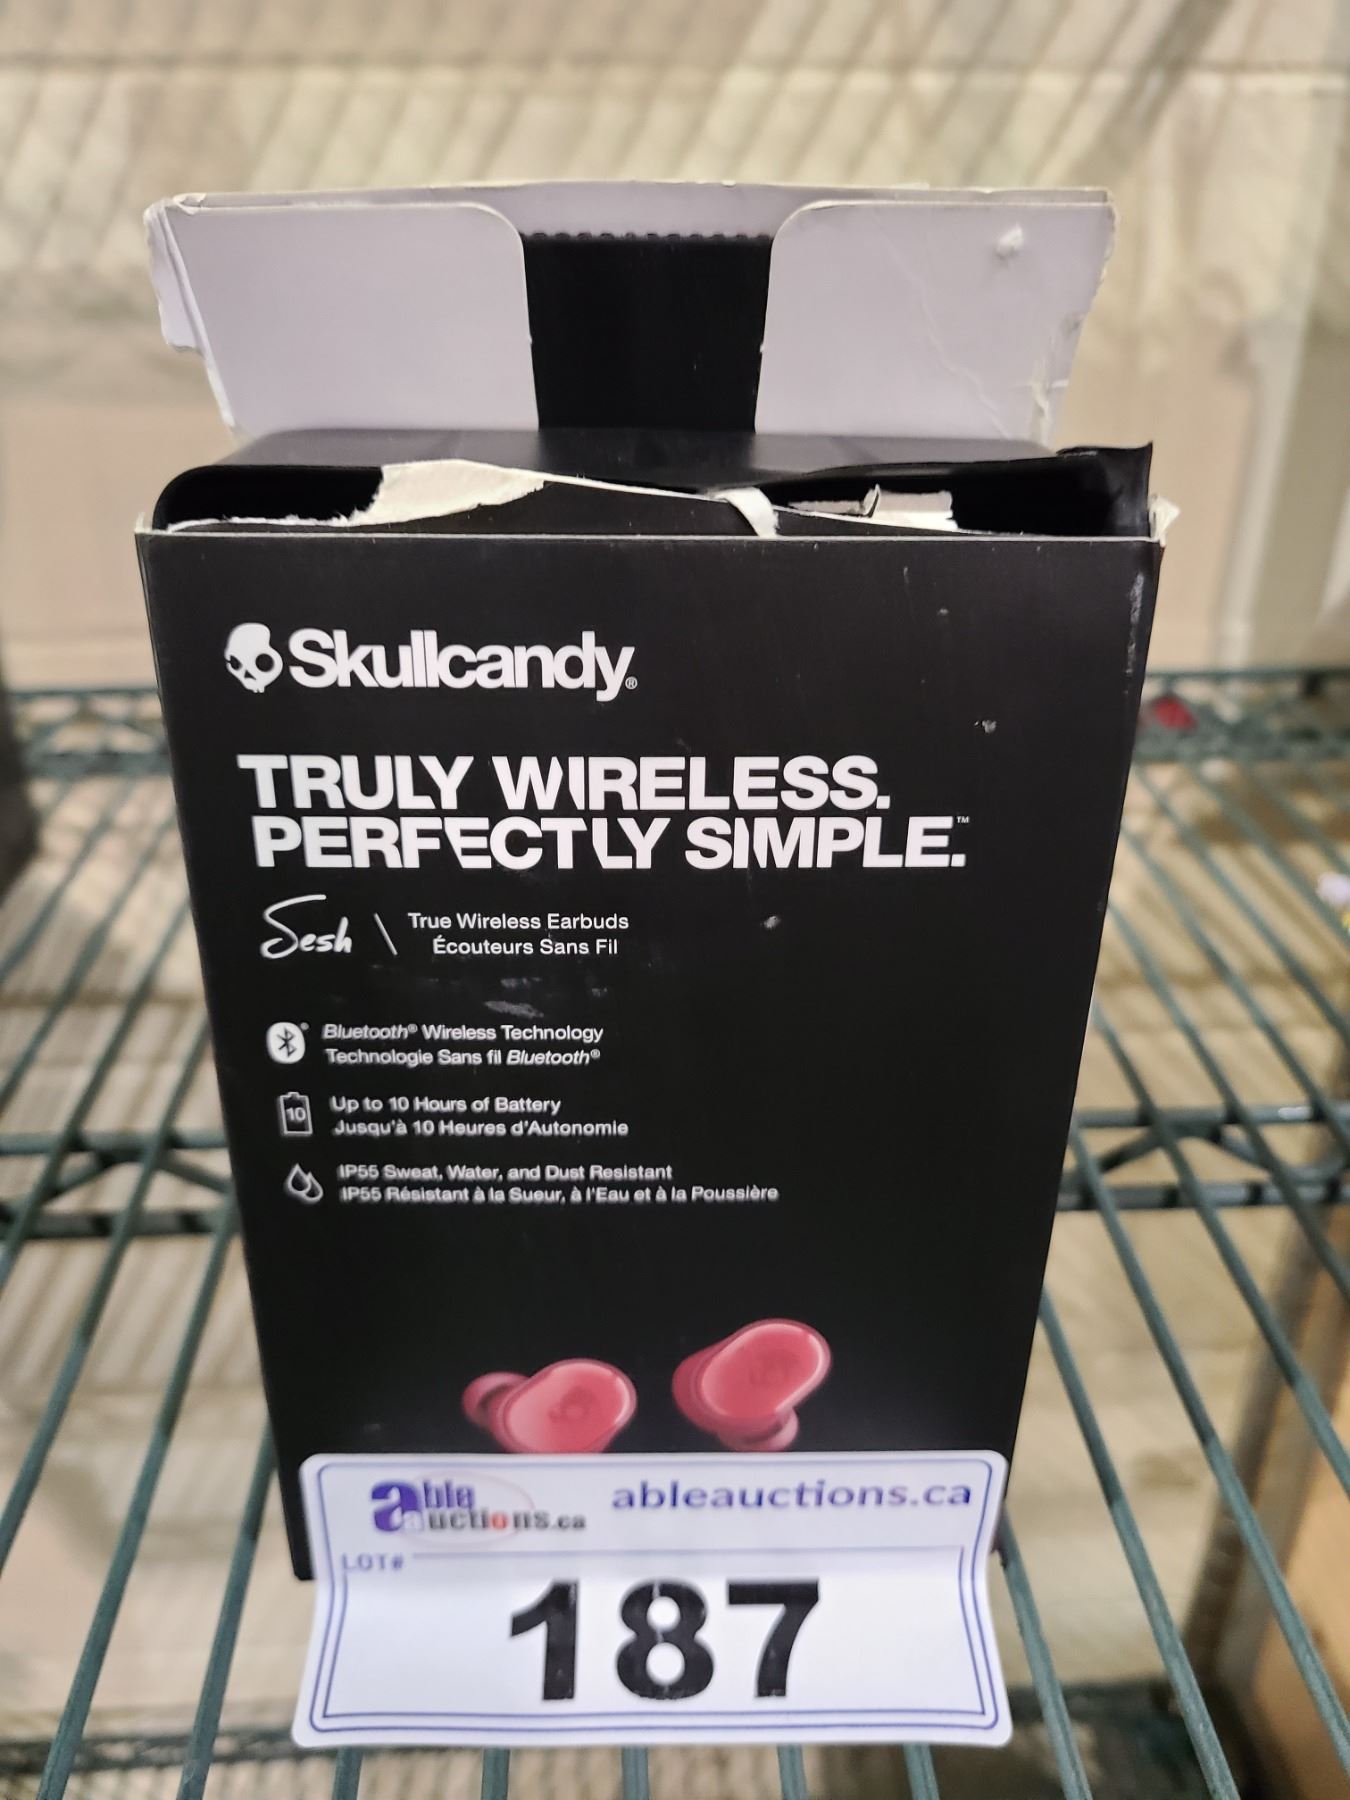 Skullcandy®
TRULY WIRELESS.
PERFECTLY SIMPLE.™
Sesh \ True Wireless Earbuds
Écouteurs Sans Fil
Bluetooth® Wireless Technology
Technologie Sans fil Bluetooth®
10
Up to 10 Hours of Battery
Jusqu'à 10 Heures d'Autonomie
IP55 Sweat, Water, and Dust Resistant
IP55 Résistant à la Sueur, à l'Eau et à la Poussière
able auctions.ca
ableauctions.ca
LOT#
187